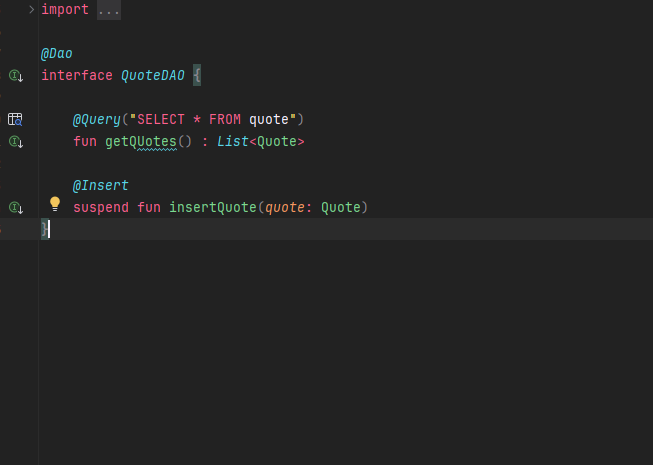 import ...
@Dao
interface QuoteDAO {
@Query("SELECT * FROM quote")
fun getQUotes() : List<Quote>
@Insert
suspend fun insertQuote(quote: Quote)
}